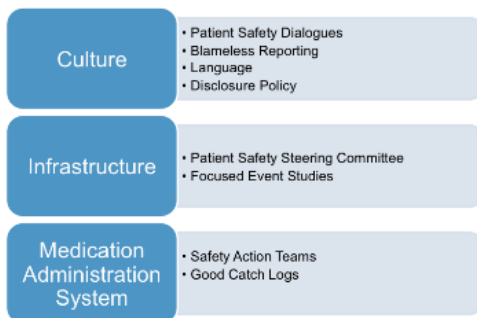 Culture
• Patient Safety Dialogues
• Blameless Reporting
• Language
• Disclosure Policy
Infrastructure
• Patient Safety Steering Committee
• Focused Event Studies
Medication
Administration
System
• Safety Action Teams
• Good Catch Logs